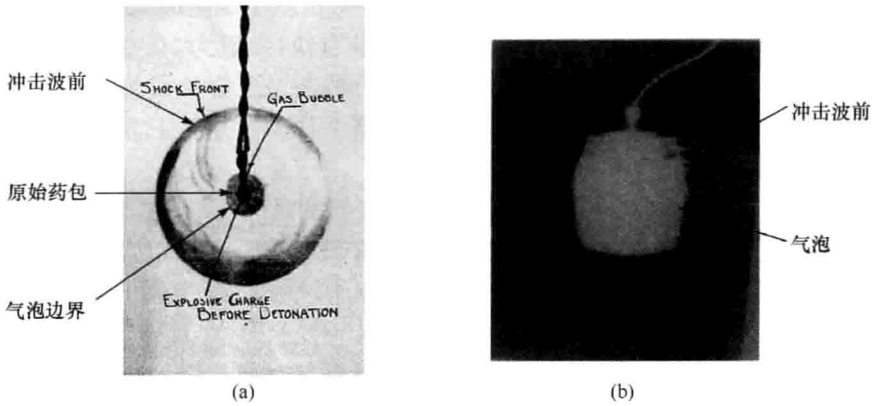 冲击波前
SHOCK FRONT
GAS BUBBLE
原始药包
气泡边界
EXPLOSIVE CHARGE
BEFORE DETONATION
(a)
冲击波前
气泡
(b)